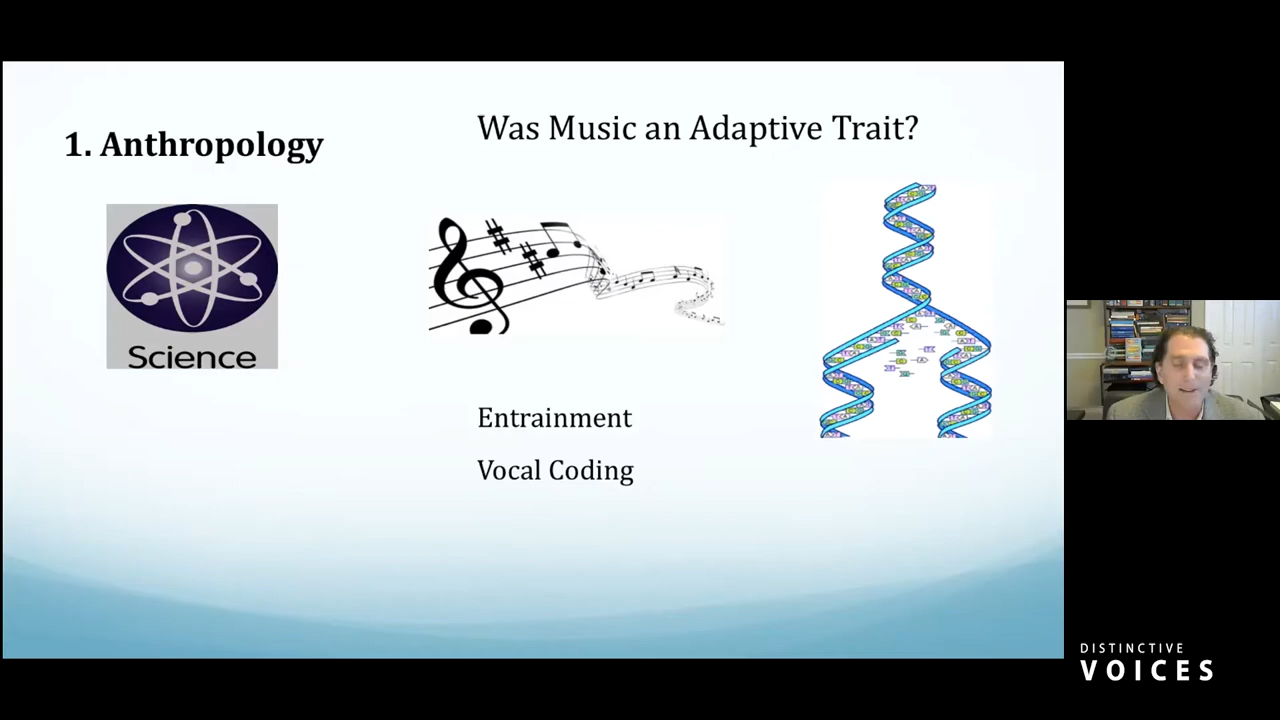 1. Anthropology
Was Music an Adaptive Trait?
Science
Entrainment
Vocal Coding
DISTINCTIVE
VOICES